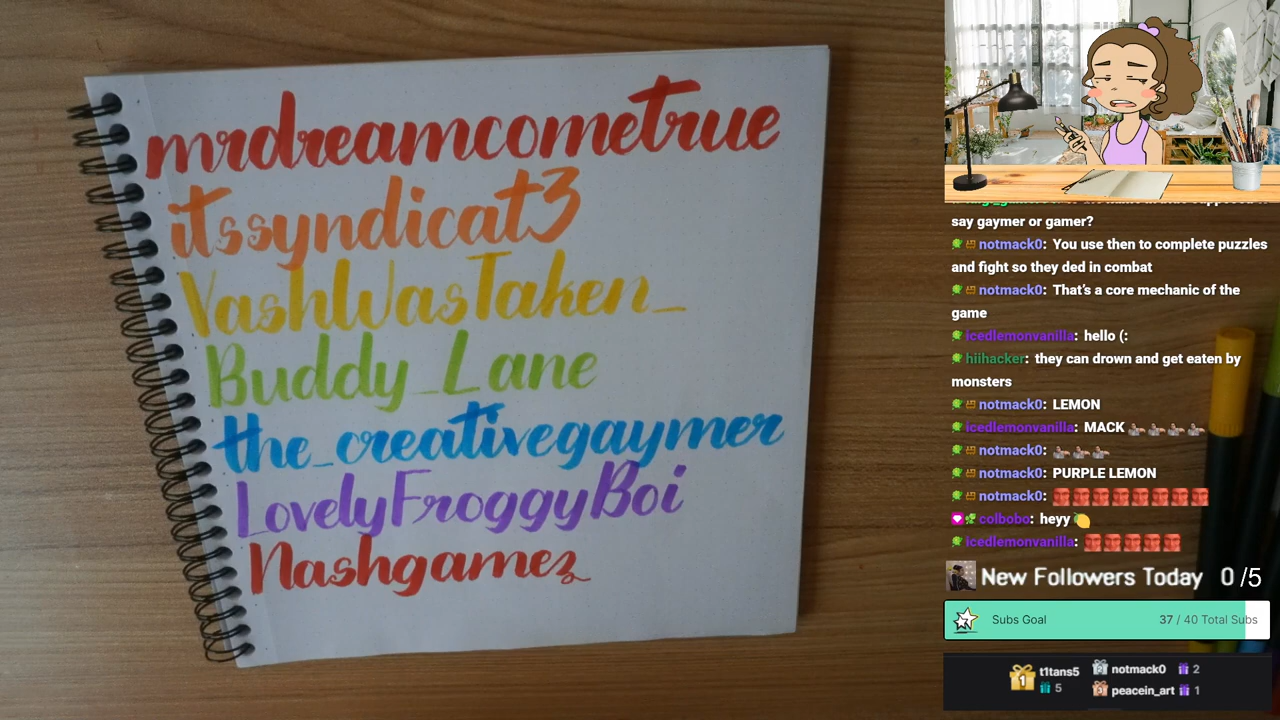 mrdreamcometrue
itssyndicat3
VashWasTaken_
Buddy_Lane
the_creativegaymer
LovelyFroggyBoi
Nashgamez
say gaymer or gamer?
notmack0: You use then to complete puzzles
and fight so they ded in combat
notmack0: That's a core mechanic of the
game
icedlemonvanilla: hello (:
hiihacker: they can drown and get eaten by
monsters
notmack0: LEMON
icedlemonvanilla: MACK
notmack0:
notmack0: PURPLE LEMON
notmack0:
colbobo: heyy 🍋
icedlemonvanilla:
New Followers Today 0 /5
Subs Goal 37 / 40 Total Subs
1 t1tans5 5
notmack0 2
peacein_art 1